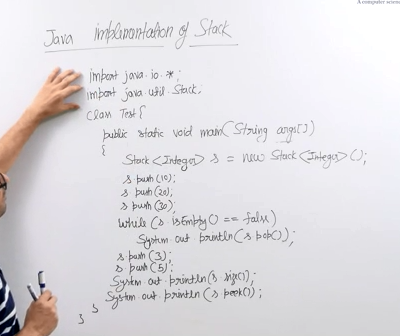 A computer scien
Java implimantation of Stack
import java.io.*;
import java.util.Stack;
class Test{
public static void main(String args[])
{
Stack<Integer> s = new Stack<Integer>();
s.push(10);
s.push(20);
s.push(30);
while (s.isEmpty() == false)
System.out.println(s.pop());
s.push(3);
s.push(5);
System.out.println(s.size());
System.out.println(s.peek());
}
}